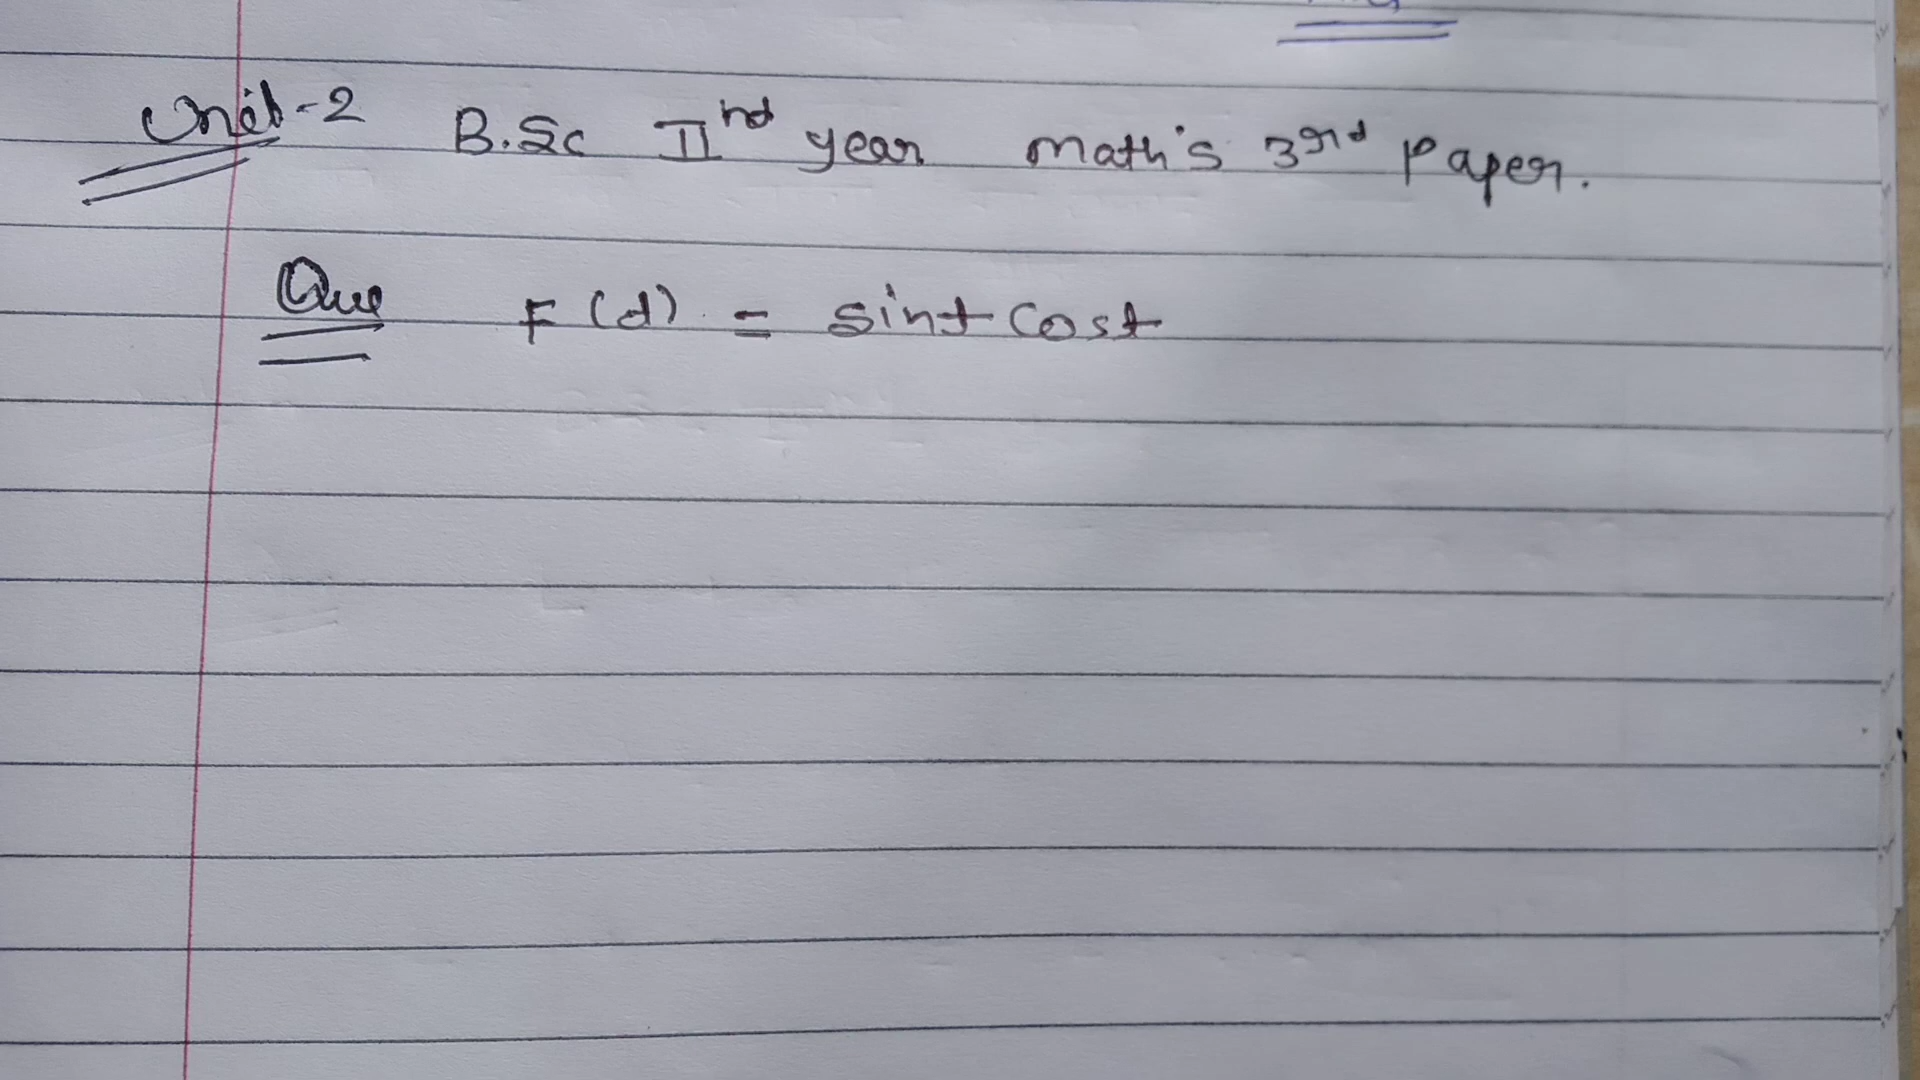 Unit-2 B.Sc IInd year math's 3rd Paper.
Que F(d) = sint cost